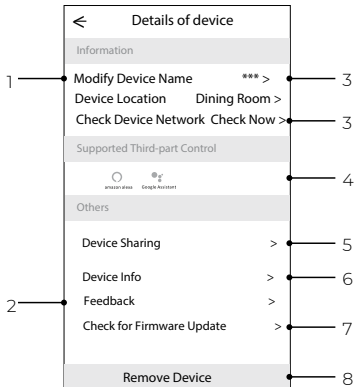 Details of device
Information
1 Modify Device Name *** > 3
Device Location Dining Room >
Check Device Network Check Now > 3
Supported Third-part Control
amazon alexa Google Assistant 4
Others
Device Sharing > 5
Device Info > 6
2 Feedback >
Check for Firmware Update > 7
Remove Device 8